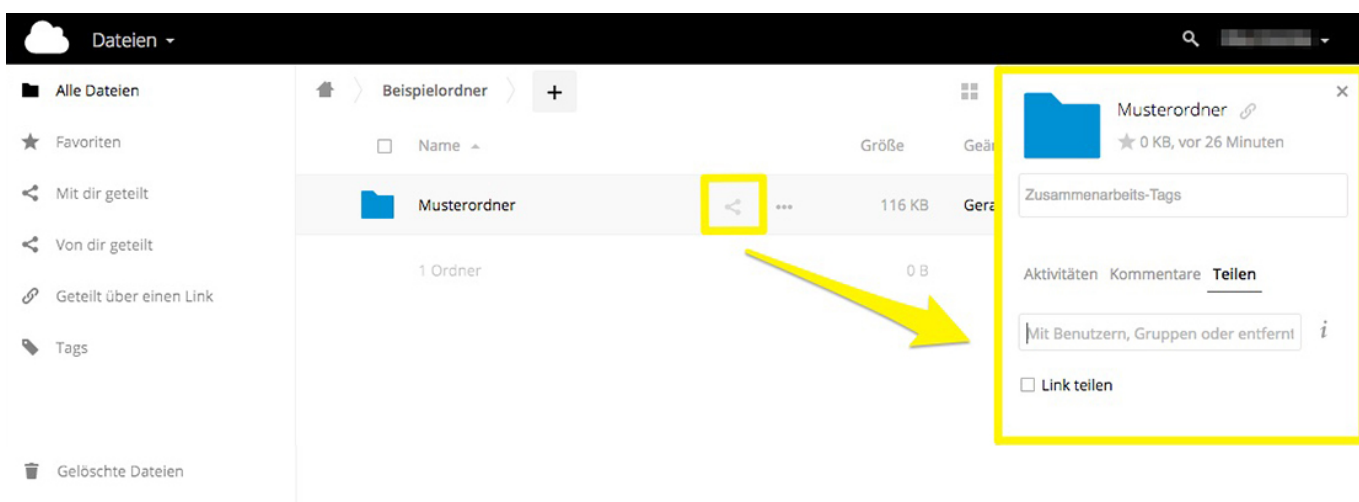 Dateien
Alle Dateien
Favoriten
Mit dir geteilt
Von dir geteilt
Geteilt über einen Link
Tags
Gelöschte Dateien
Beispielordner +
Name Größe Geän
Musterordner ••• 116 KB Gera
1 Ordner 0 B
Musterordner ×
0 KB, vor 26 Minuten
Zusammenarbeits-Tags
Aktivitäten Kommentare Teilen
Mit Benutzern, Gruppen oder entfernt i
Link teilen